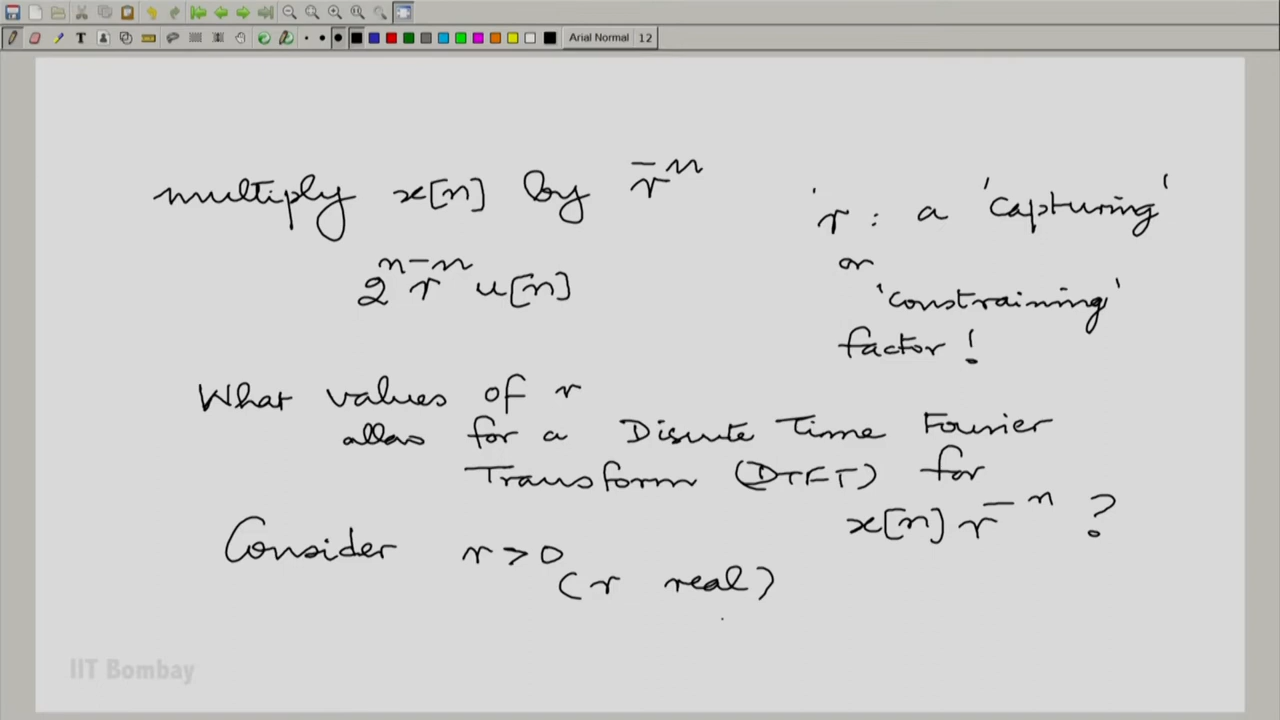 Arial Normal 12
multiply x[n] by r^-n
2^n r^-n u[n]
r : a 'capturing'
or
'constraining'
factor !
What values of r
allow for a Discrete Time Fourier
Transform (DTFT) for
x[n] r^-n ?
Consider r > 0
(r real)
IIT Bombay